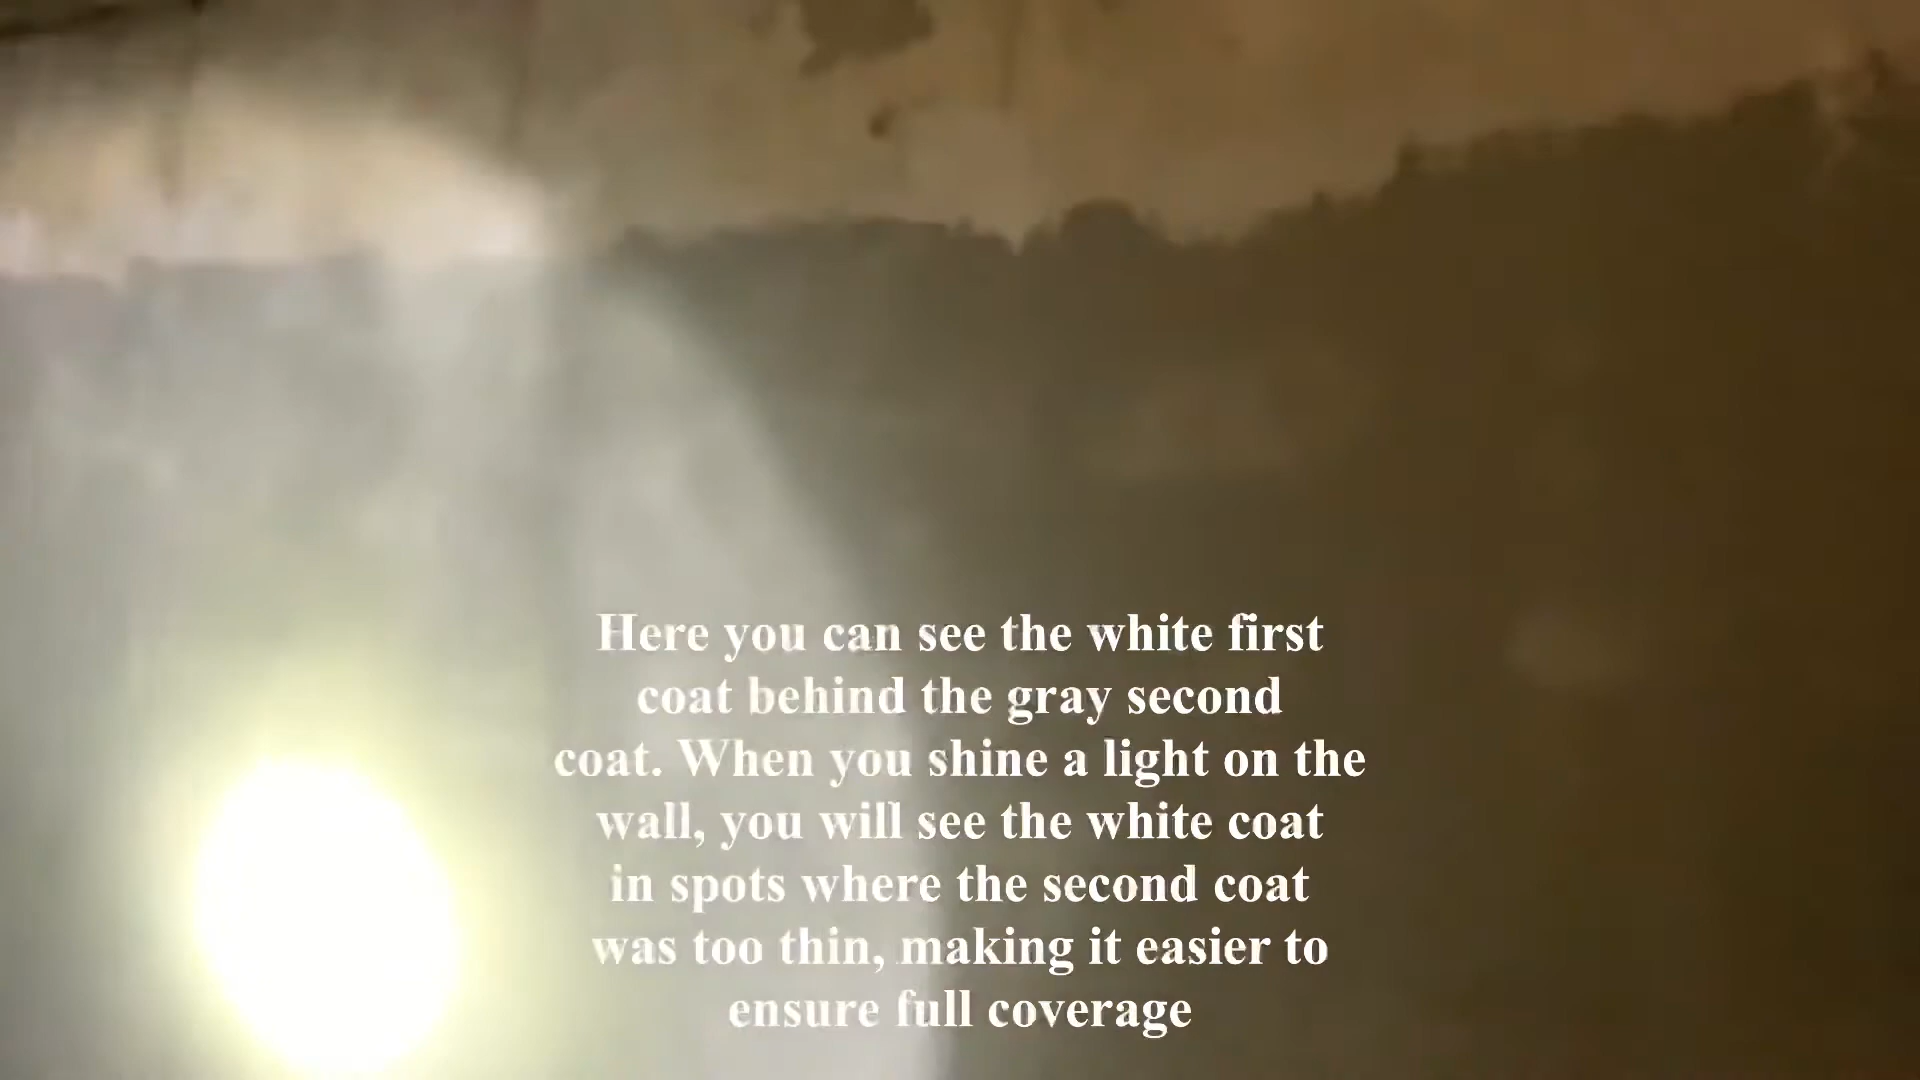 Here you can see the white first
coat behind the gray second
coat. When you shine a light on the
wall, you will see the white coat
in spots where the second coat
was too thin, making it easier to
ensure full coverage